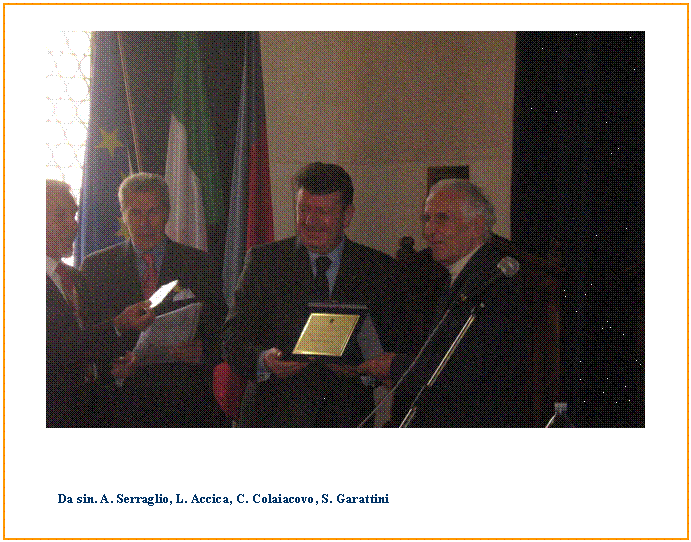 Da sin. A. Serraglio, L. Accica, C. Colaiacovo, S. Garattini